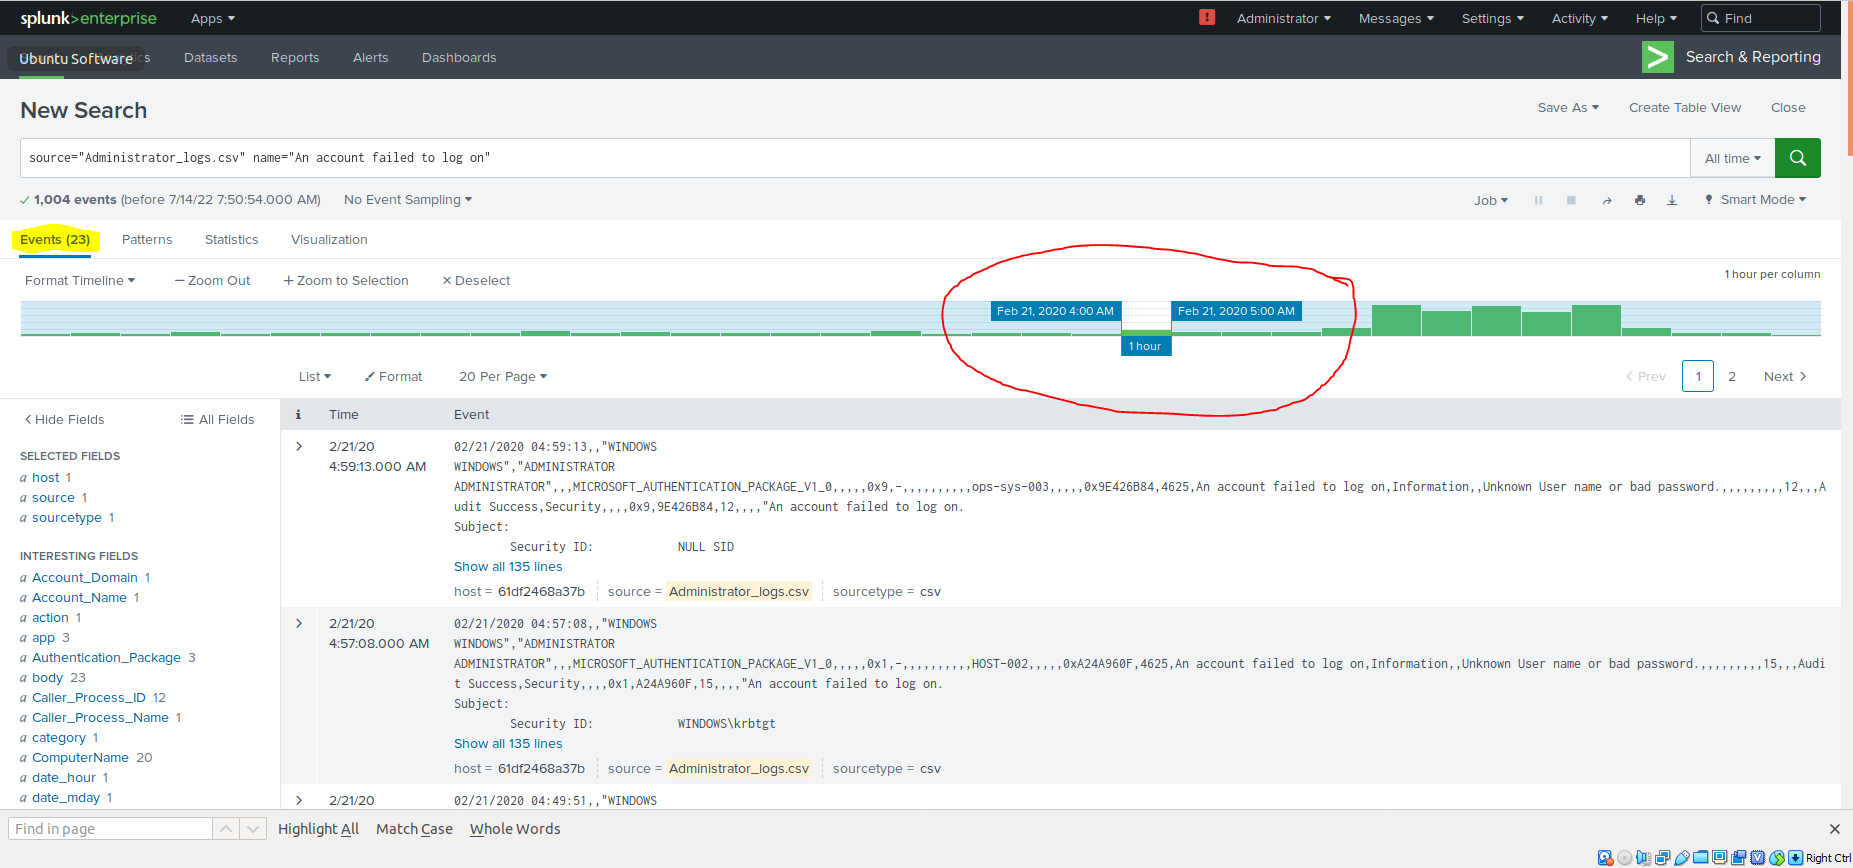 splunk>enterprise Apps Administrator Messages Settings Activity Help Find
Ubuntu Software Datasets Reports Alerts Dashboards Search & Reporting
New Search Save As Create Table View Close
source="Administrator_logs.csv" name="An account failed to log on" All time
1,004 events (before 7/14/22 7:50:54.000 AM) No Event Sampling Job Smart Mode
Events (23) Patterns Statistics Visualization
Format Timeline — Zoom Out + Zoom to Selection × Deselect 1 hour per column
Feb 21, 2020 4:00 AM Feb 21, 2020 5:00 AM
1 hour
List Format 20 Per Page < Prev 1 2 Next >
< Hide Fields All Fields i Time Event
SELECTED FIELDS
a host 1
a source 1
a sourcetype 1
INTERESTING FIELDS
a Account_Domain 1
a Account_Name 1
a action 1
a app 3
a Authentication_Package 3
a body 23
a Caller_Process_ID 12
a Caller_Process_Name 1
a category 1
a ComputerName 20
a date_hour 1
a date_mday 1
> 2/21/20 02/21/2020 04:59:13,,"WINDOWS
4:59:13.000 AM WINDOWS","ADMINISTRATOR
ADMINISTRATOR",,,MICROSOFT_AUTHENTICATION_PACKAGE_V1_0,,,,,0x9,-,,,,,,,,,,ops-sys-003,,,,,0x9E426B84,4625,An account failed to log on,Information,,Unknown User name or bad password.,,,,,,,,,,12,,,A
udit Success,Security,,,,0x9,9E426B84,12,,,,"An account failed to log on.
Subject:
Security ID: NULL SID
Show all 135 lines
host = 61df2468a37b source = Administrator_logs.csv sourcetype = csv
> 2/21/20 02/21/2020 04:57:08,,"WINDOWS
4:57:08.000 AM WINDOWS","ADMINISTRATOR
ADMINISTRATOR",,,MICROSOFT_AUTHENTICATION_PACKAGE_V1_0,,,,,0x1,-,,,,,,,,,,HOST-002,,,,,0xA24A960F,4625,An account failed to log on,Information,,Unknown User name or bad password.,,,,,,,,,,15,,,Audi
t Success,Security,,,,0x1,A24A960F,15,,,,"An account failed to log on.
Subject:
Security ID: WINDOWS\krbtgt
Show all 135 lines
host = 61df2468a37b source = Administrator_logs.csv sourcetype = csv
> 2/21/20 02/21/2020 04:49:51,,"WINDOWS
Find in page Highlight All Match Case Whole Words ×
Right Ctrl